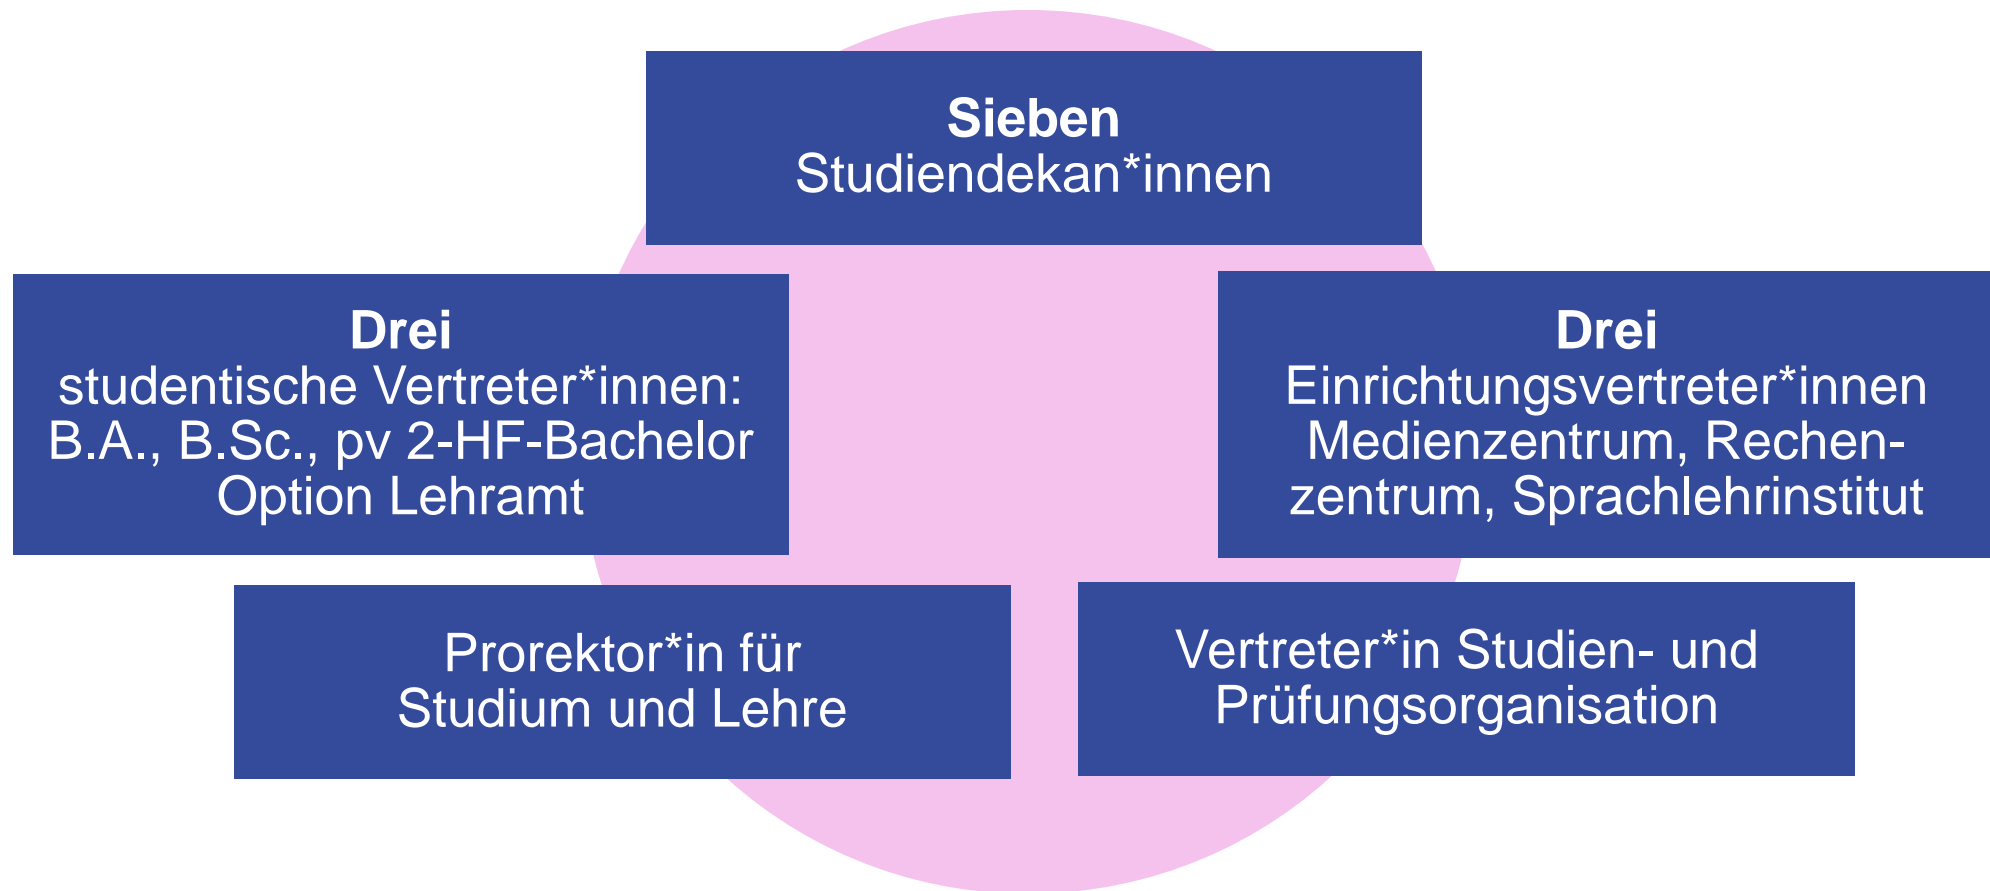 Sieben
Studiendekan*innen
Drei
studentische Vertreter*innen:
B.A., B.Sc., pv 2-HF-Bachelor
Option Lehramt
Drei
Einrichtungsvertreter*innen
Medienzentrum, Rechen-
zentrum, Sprachlehrinstitut
Prorektor*in für
Studium und Lehre
Vertreter*in Studien- und
Prüfungsorganisation